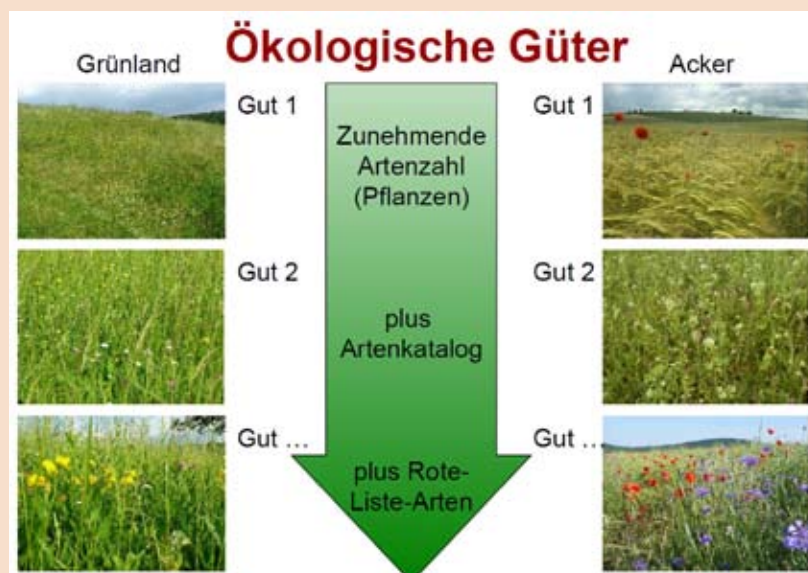 Ökologische Güter
Grünland
Acker
Gut 1
Zunehmende
Artenzahl
(Pflanzen)
Gut 1
Gut 2
plus
Artenkatalog
Gut 2
Gut ...
plus Rote-
Liste-Arten
Gut ...